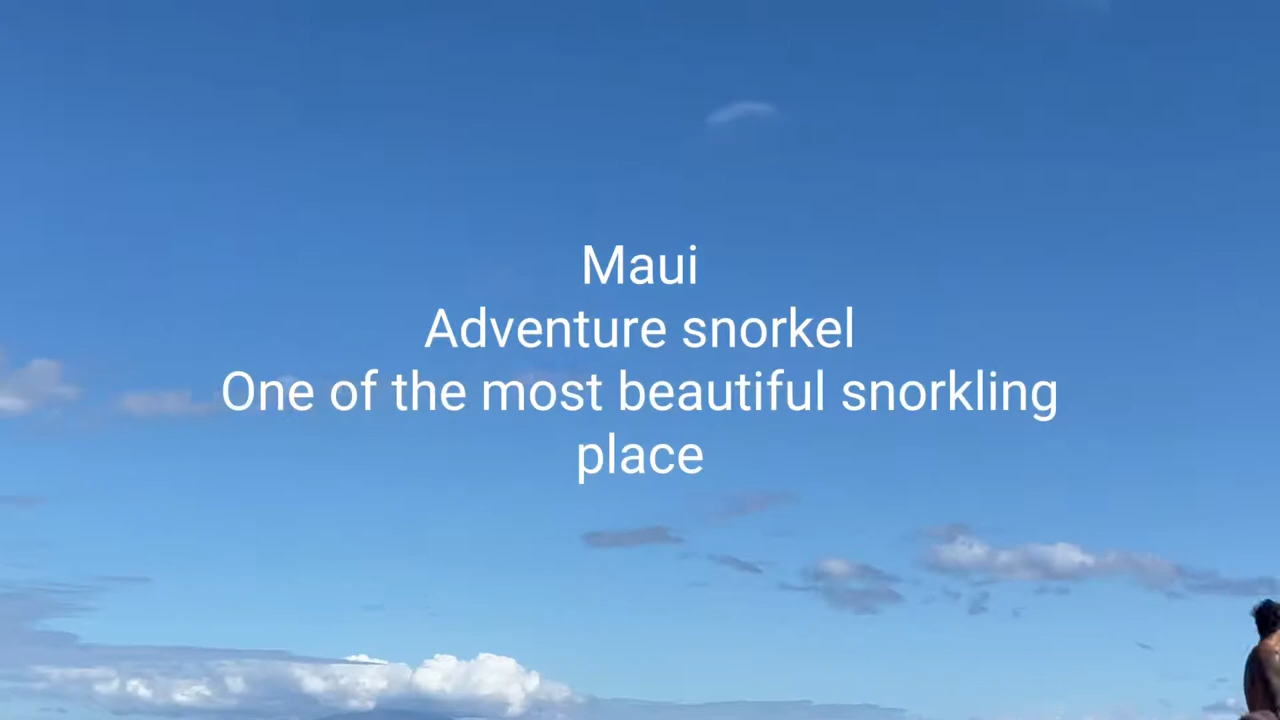 Maui
Adventure snorkel
One of the most beautiful snorkling
place